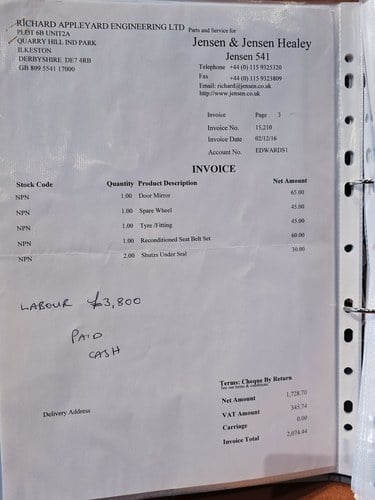 RICHARD APPLEYARD ENGINEERING LTD
PLOT 6B UNIT2A
QUARRY HILL IND PARK
ILKESTON
DERBYSHIRE DE7 4RB
GB 809 5541 17000
Parts and Service for
Jensen & Jensen Healey
Jensen 541
Telephone +44 (0) 115 9325320
Fax +44 (0) 115 9323809
Email: richard@jensen.co.uk
http://www.jensen.co.uk
Invoice Page 3
Invoice No. 15,210
Invoice Date 02/12/16
Account No. EDWARDS1
INVOICE
Stock Code Quantity Product Description Net Amount
NPN 1.00 Door Mirror 65.00
NPN 1.00 Spare Wheel 45.00
NPN 1.00 Tyre /Fitting 45.00
NPN 1.00 Reconditioned Seat Belt Set 60.00
NPN 2.00 Shutzs Under Seal 30.00
LABOUR £3,800
PAID
CASH
Delivery Address
Terms: Cheque By Return
See our terms & conditions
Net Amount 1,728.70
VAT Amount 345.74
Carriage 0.00
Invoice Total 2,074.44